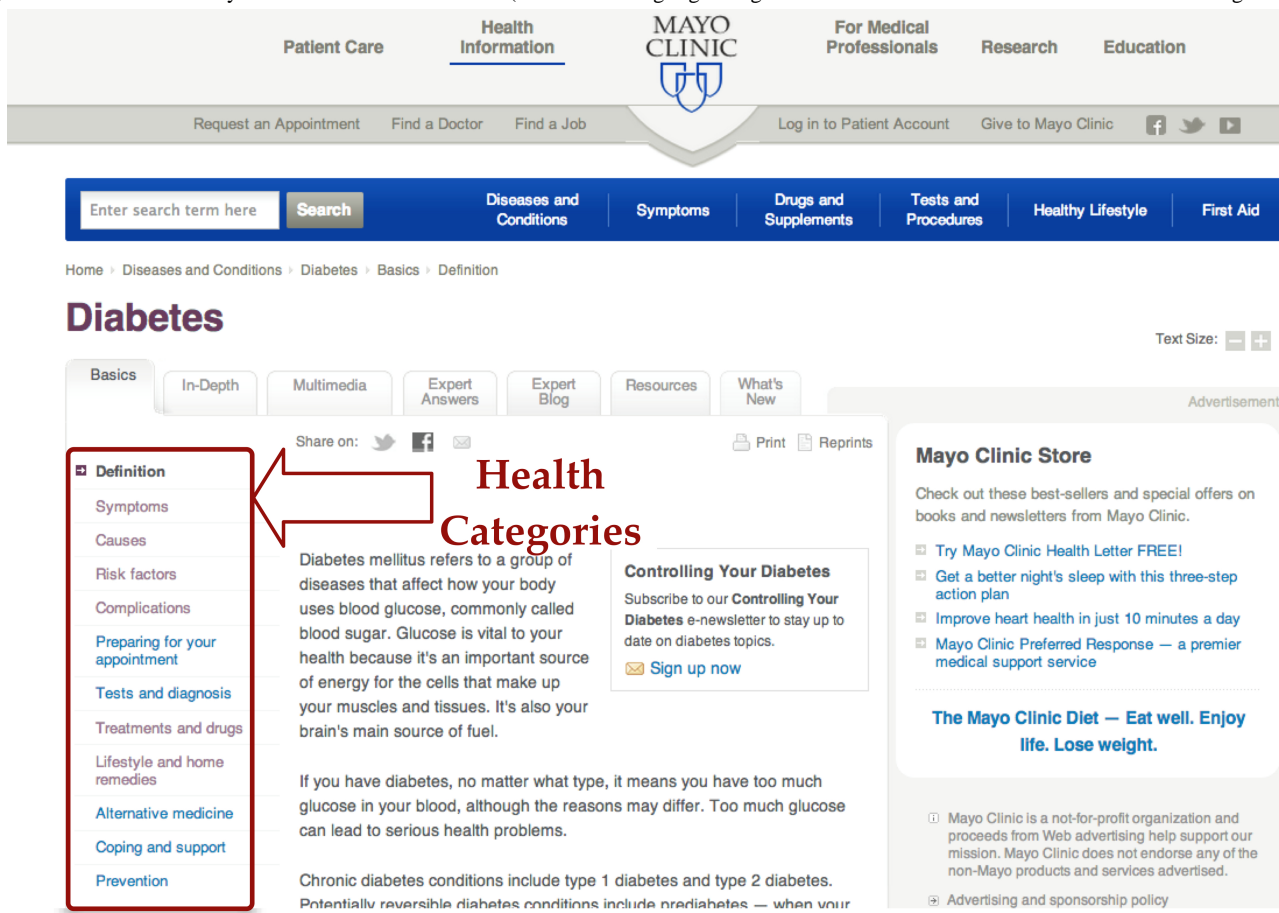 Patient Care
Health
Information
MAYO
CLINIC
For Medical
Professionals
Research
Education
Request an Appointment
Find a Doctor
Find a Job
Log in to Patient Account
Give to Mayo Clinic
Enter search term here
Search
Diseases and
Conditions
Symptoms
Drugs and
Supplements
Tests and
Procedures
Healthy Lifestyle
First Aid
Home › Diseases and Conditions › Diabetes › Basics › Definition
Diabetes
Text Size:
Basics
In-Depth
Multimedia
Expert
Answers
Expert
Blog
Resources
What's
New
Advertisement
Share on:
Print
Reprints
Definition
Symptoms
Causes
Risk factors
Complications
Preparing for your
appointment
Tests and diagnosis
Treatments and drugs
Lifestyle and home
remedies
Alternative medicine
Coping and support
Prevention
Health
Categories
Diabetes mellitus refers to a group of
diseases that affect how your body
uses blood glucose, commonly called
blood sugar. Glucose is vital to your
health because it's an important source
of energy for the cells that make up
your muscles and tissues. It's also your
brain's main source of fuel.
Controlling Your Diabetes
Subscribe to our Controlling Your
Diabetes e-newsletter to stay up to
date on diabetes topics.
Sign up now
If you have diabetes, no matter what type, it means you have too much
glucose in your blood, although the reasons may differ. Too much glucose
can lead to serious health problems.
Chronic diabetes conditions include type 1 diabetes and type 2 diabetes.
Potentially reversible diabetes conditions include prediabetes — when your
Mayo Clinic Store
Check out these best-sellers and special offers on
books and newsletters from Mayo Clinic.
Try Mayo Clinic Health Letter FREE!
Get a better night's sleep with this three-step
action plan
Improve heart health in just 10 minutes a day
Mayo Clinic Preferred Response — a premier
medical support service
The Mayo Clinic Diet — Eat well. Enjoy
life. Lose weight.
Mayo Clinic is a not-for-profit organization and
proceeds from Web advertising help support our
mission. Mayo Clinic does not endorse any of the
non-Mayo products and services advertised.
Advertising and sponsorship policy